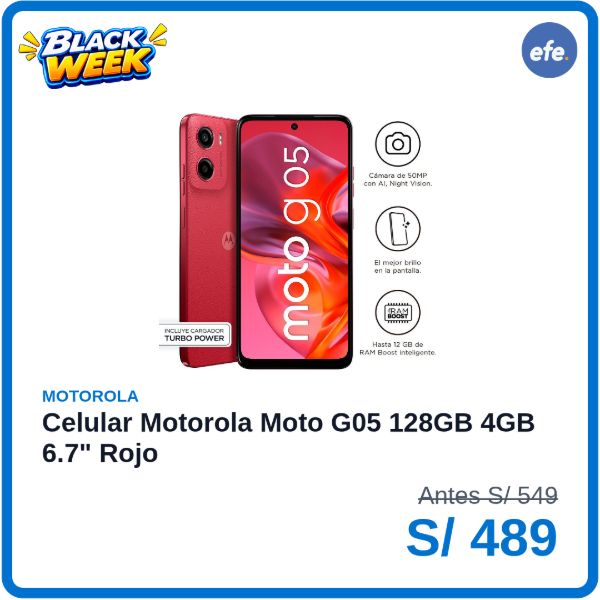 BLACK
WEEK
efe.
moto g05
Cámara de 50MP
con AI, Night Vision.
El mejor brillo
en la pantalla.
RAM
BOOST
Hasta 12 GB de
RAM Boost inteligente.
INCLUYE CARGADOR
TURBO POWER
MOTOROLA
Celular Motorola Moto G05 128GB 4GB
6.7" Rojo
Antes S/ 549
S/ 489